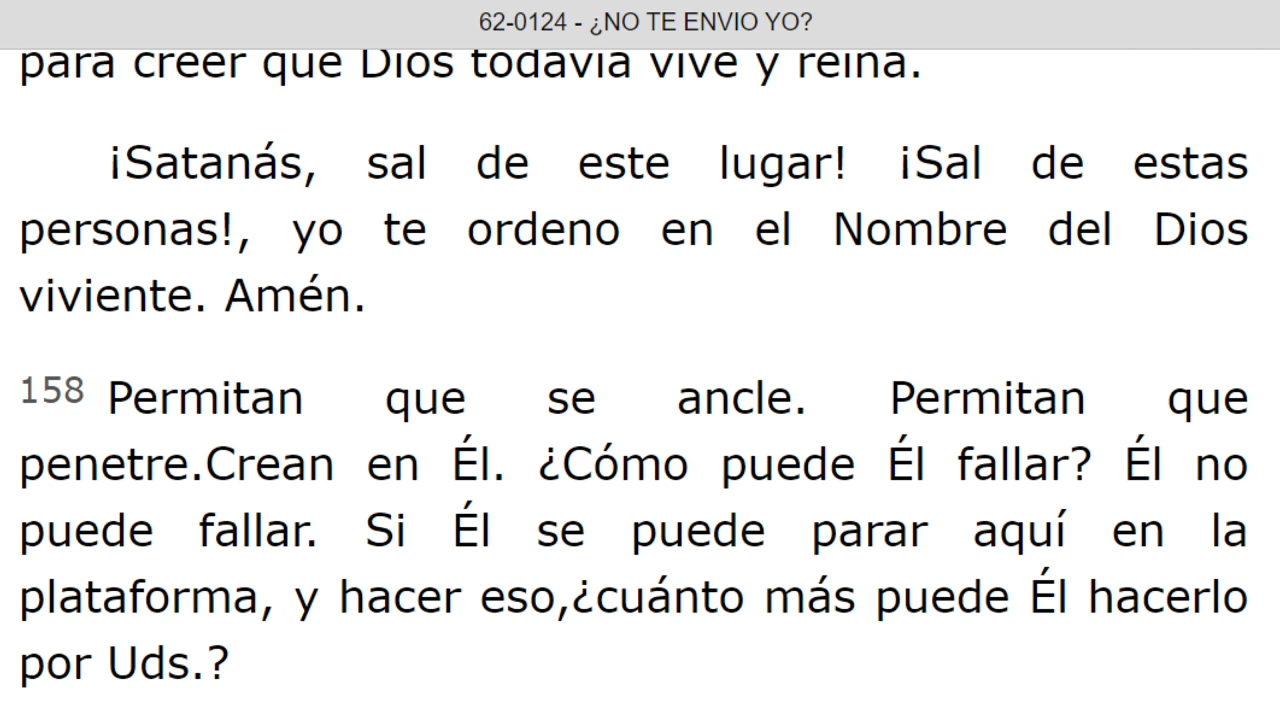 62-0124 - ¿NO TE ENVIO YO?
para creer que Dios todavía vive y reina.
¡Satanás, sal de este lugar! ¡Sal de estas
personas!, yo te ordeno en el Nombre del Dios
viviente. Amén.
158 Permitan que se ancle. Permitan que
penetre.Crean en Él. ¿Cómo puede Él fallar? Él no
puede fallar. Si Él se puede parar aquí en la
plataforma, y hacer eso,¿cuánto más puede Él hacerlo
por Uds.?